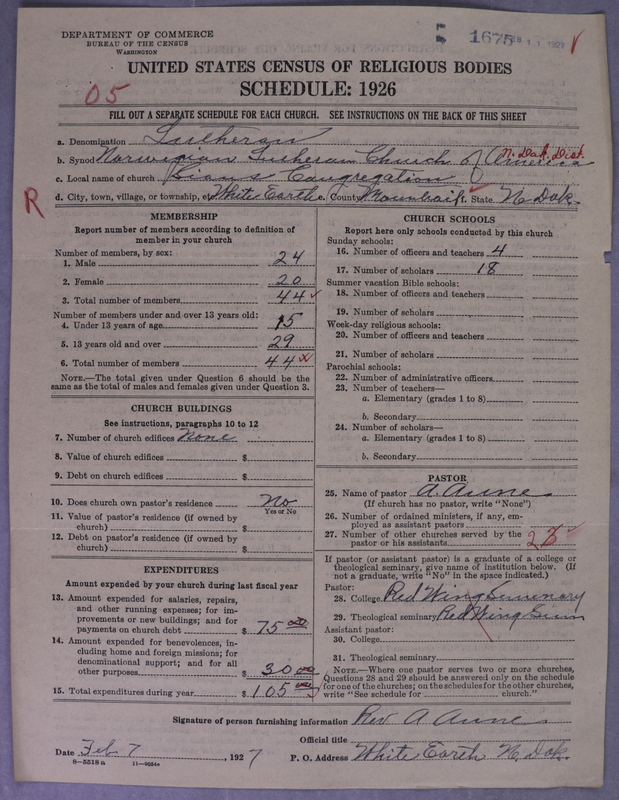 DEPARTMENT OF COMMERCE
BUREAU OF THE CENSUS
WASHINGTON
1675
UNITED STATES CENSUS OF RELIGIOUS BODIES
SCHEDULE: 1926
05
FILL OUT A SEPARATE SCHEDULE FOR EACH CHURCH. SEE INSTRUCTIONS ON THE BACK OF THIS SHEET
a. Denomination Lutheran
b. Synod Norwegian Lutheran Church of America N. Dak. Dist.
c. Local name of church Congregation
d. City, town, village, or township, etc. White Earth e. County Mountrail f. State N. Dak.
R
MEMBERSHIP
Report number of members according to definition of member in your church
Number of members, by sex:
1. Male 24
2. Female 20
3. Total number of members 44
Number of members under and over 13 years old:
4. Under 13 years of age 15
5. 13 years old and over 29
6. Total number of members 44
NOTE.—The total given under Question 6 should be the same as the total of males and females given under Question 3.
CHURCH BUILDINGS
See instructions, paragraphs 10 to 12
7. Number of church edifices None
8. Value of church edifices $
9. Debt on church edifices $
10. Does church own pastor's residence No
Yes or No
11. Value of pastor's residence (if owned by church) $
12. Debt on pastor's residence (if owned by church) $
EXPENDITURES
Amount expended by your church during last fiscal year
13. Amount expended for salaries, repairs, and other running expenses; for improvements or new buildings; and for payments on church debt $ 75 00
14. Amount expended for benevolences, including home and foreign missions; for denominational support; and for all other purposes $ 30 00
15. Total expenditures during year $ 105 00
CHURCH SCHOOLS
Report here only schools conducted by this church
Sunday schools:
16. Number of officers and teachers 4
17. Number of scholars 18
Summer vacation Bible schools:
18. Number of officers and teachers
19. Number of scholars
Week-day religious schools:
20. Number of officers and teachers
21. Number of scholars
Parochial schools:
22. Number of administrative officers
23. Number of teachers—
a. Elementary (grades 1 to 8)
b. Secondary
24. Number of scholars—
a. Elementary (grades 1 to 8)
b. Secondary
PASTOR
25. Name of pastor A. Aune
(If church has no pastor, write "None")
26. Number of ordained ministers, if any, employed as assistant pastors
27. Number of other churches served by the pastor or his assistants 2
If pastor (or assistant pastor) is a graduate of a college or theological seminary, give name of institution below. (If not a graduate, write "No" in the space indicated.)
Pastor:
28. College Red Wing Seminary
29. Theological seminary Red Wing Sem
Assistant pastor:
30. College
31. Theological seminary
NOTE.—Where one pastor serves two or more churches, Questions 28 and 29 should be answered only on the schedule for one of the churches; on the schedules for the other churches, write "See schedule for church."
Signature of person furnishing information Rev A Aune
Official title
Date Feb 7, 1927
P. O. Address White Earth N. Dak.
8—5518a 11—9034a